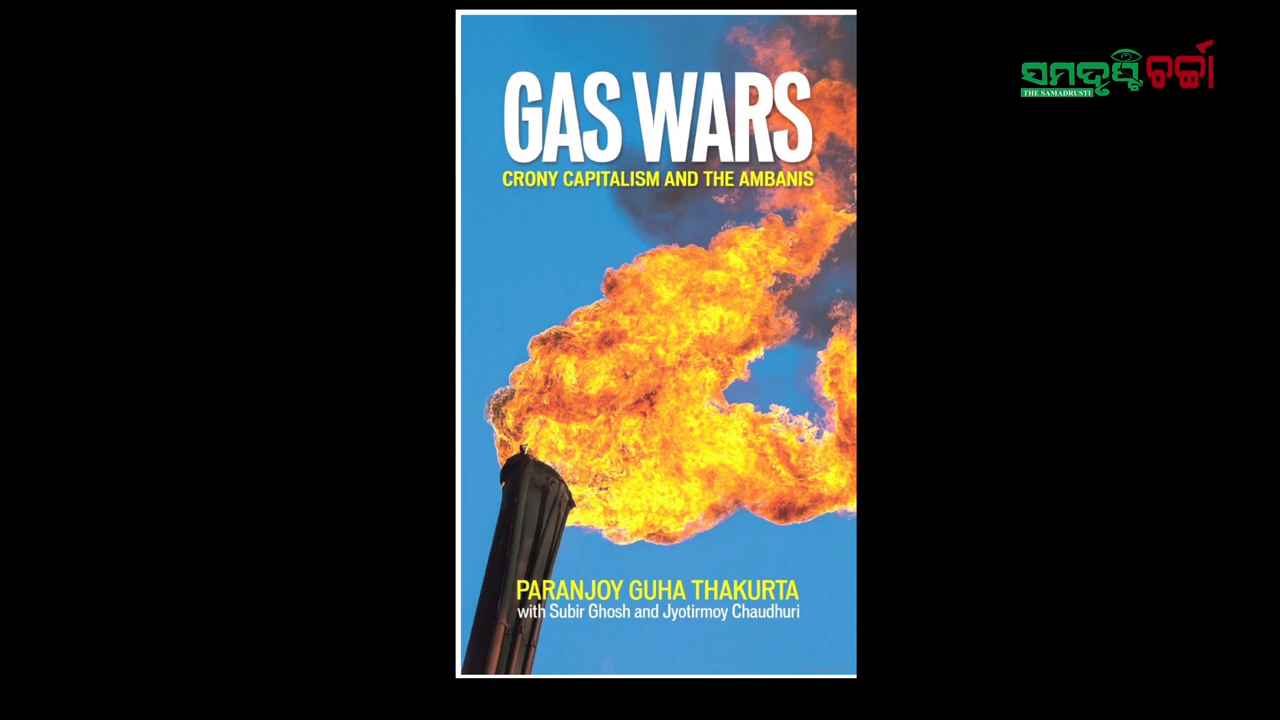 GAS WARS
CRONY CAPITALISM AND THE AMBANIS
PARANJOY GUHA THAKURTA
with Subir Ghosh and Jyotirmoy Chaudhuri
ସମଦୃଷ୍ଟି ଚର୍ଚ୍ଚା
THE SAMADRUSTI